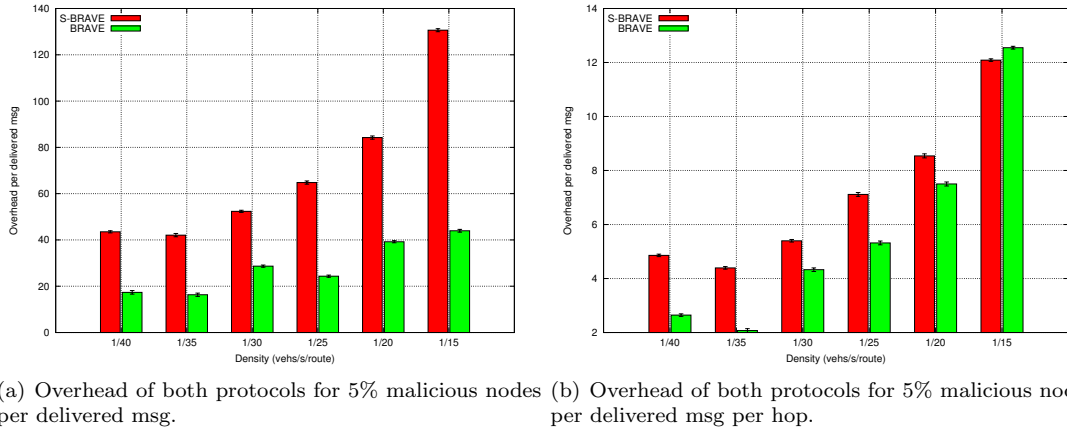 140
120
100
80
60
40
20
0
Overhead per delivered msg
S-BRAVE
BRAVE
1/40 1/35 1/30 1/25 1/20 1/15
Density (vehs/s/route)
14
12
10
8
6
4
2
Overhead per delivered msg
S-BRAVE
BRAVE
1/40 1/35 1/30 1/25 1/20 1/15
Density (vehs/s/route)
(a) Overhead of both protocols for 5% malicious nodes
per delivered msg.
(b) Overhead of both protocols for 5% malicious no
per delivered msg per hop.